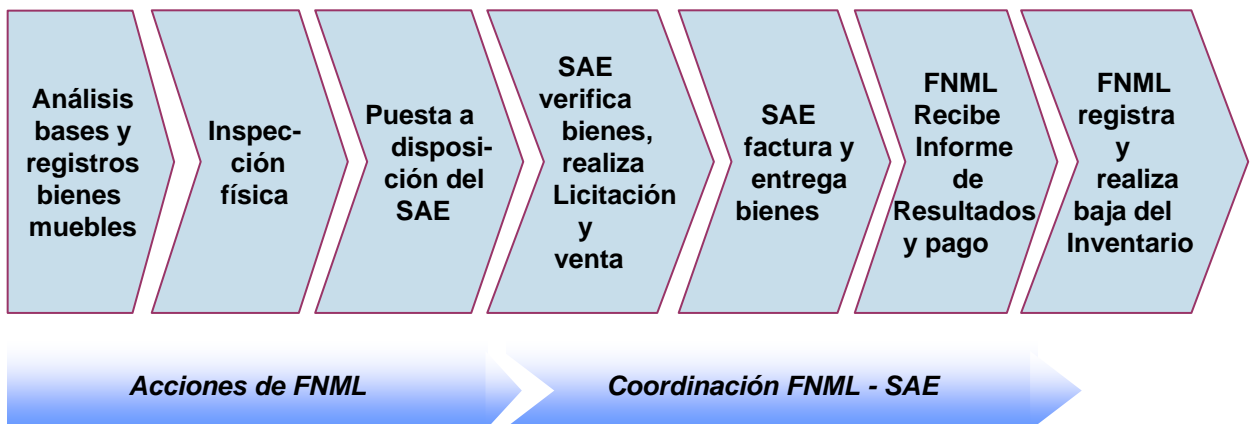 Análisis
bases y
registros
bienes
muebles
Inspec-
ción
física
Puesta a
disposi-
ción del
SAE
SAE
verifica
bienes,
realiza
Licitación
y
venta
SAE
factura y
entrega
bienes
FNML
Recibe
Informe
de
Resultados
y pago
FNML
registra
y
realiza
baja del
Inventario
Acciones de FNML
Coordinación FNML - SAE